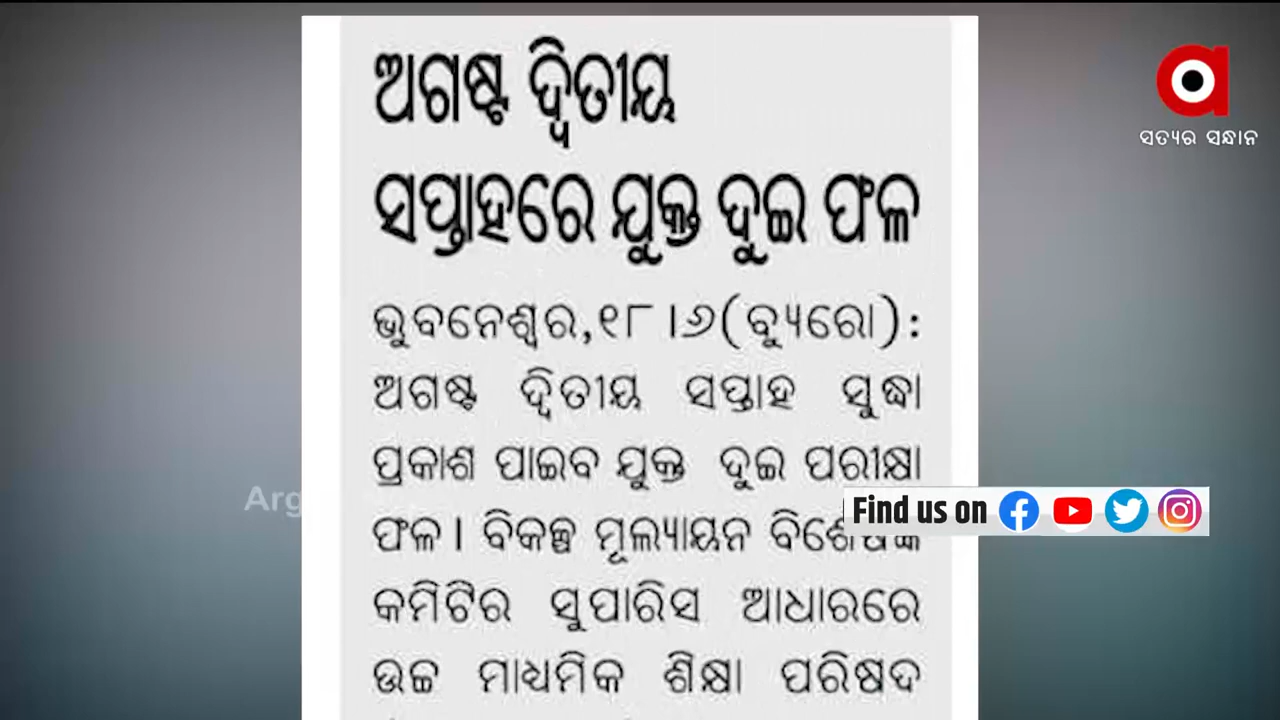 ଅଗଷ୍ଟ ଦ୍ୱିତୀୟ
ସପ୍ତାହରେ ଯୁକ୍ତ ଦୁଇ ଫଳ
ଭୁବନେଶ୍ୱର,୧୮।୬(ବ୍ୟୁରୋ):
ଅଗଷ୍ଟ ଦ୍ୱିତୀୟ ସପ୍ତାହ ସୁଦ୍ଧା
ପ୍ରକାଶ ପାଇବ ଯୁକ୍ତ ଦୁଇ ପରୀକ୍ଷା
ଫଳ। ବିକଳ୍ପ ମୂଲ୍ୟାୟନ
କମିଟିର ସୁପାରିସ ଆଧାରରେ
ଉଚ୍ଚ ମାଧ୍ୟମିକ ଶିକ୍ଷା ପରିଷଦ
ସତ୍ୟର ସନ୍ଧାନ
Find us on